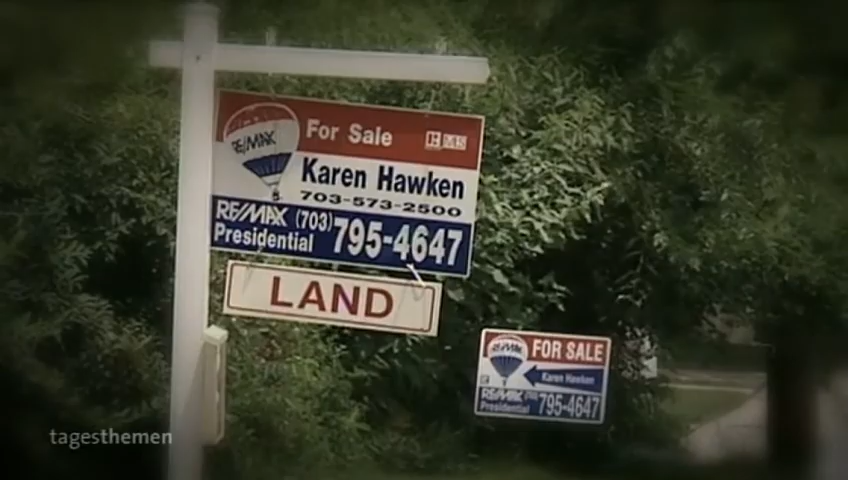 RE/MAX
For Sale
Karen Hawken
703-573-2500
RE/MAX (703) 795-4647
Presidential
LAND
RE/MAX
FOR SALE
Karen Hawken
RE/MAX (703) 795-4647
Presidential
tagesthemen